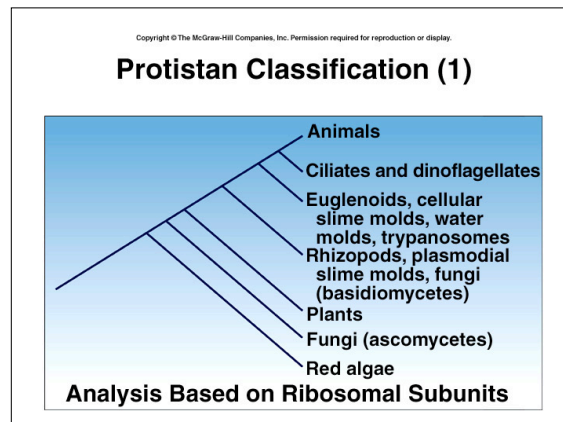 Copyright © The McGraw-Hill Companies, Inc. Permission required for reproduction or display.
Protistan Classification (1)
Animals
Ciliates and dinoflagellates
Euglenoids, cellular
slime molds, water
molds, trypanosomes
Rhizopods, plasmodial
slime molds, fungi
(basidiomycetes)
Plants
Fungi (ascomycetes)
Red algae
Analysis Based on Ribosomal Subunits